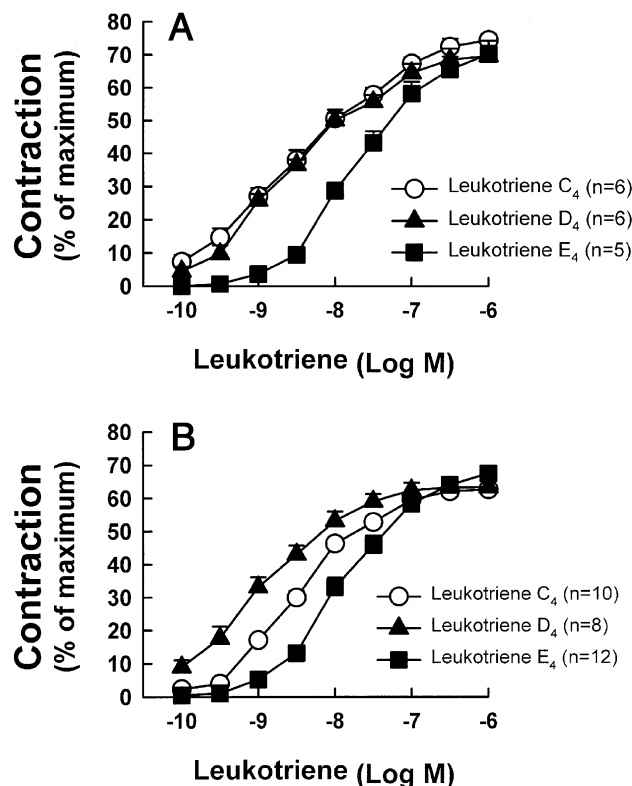 A
80
70
60
50
40
30
20
10
0
Contraction
(% of maximum)
Leukotriene C4 (n=6)
Leukotriene D4 (n=6)
Leukotriene E4 (n=5)
-10 -9 -8 -7 -6
Leukotriene (Log M)
B
80
70
60
50
40
30
20
10
0
Contraction
(% of maximum)
Leukotriene C4 (n=10)
Leukotriene D4 (n=8)
Leukotriene E4 (n=12)
-10 -9 -8 -7 -6
Leukotriene (Log M)